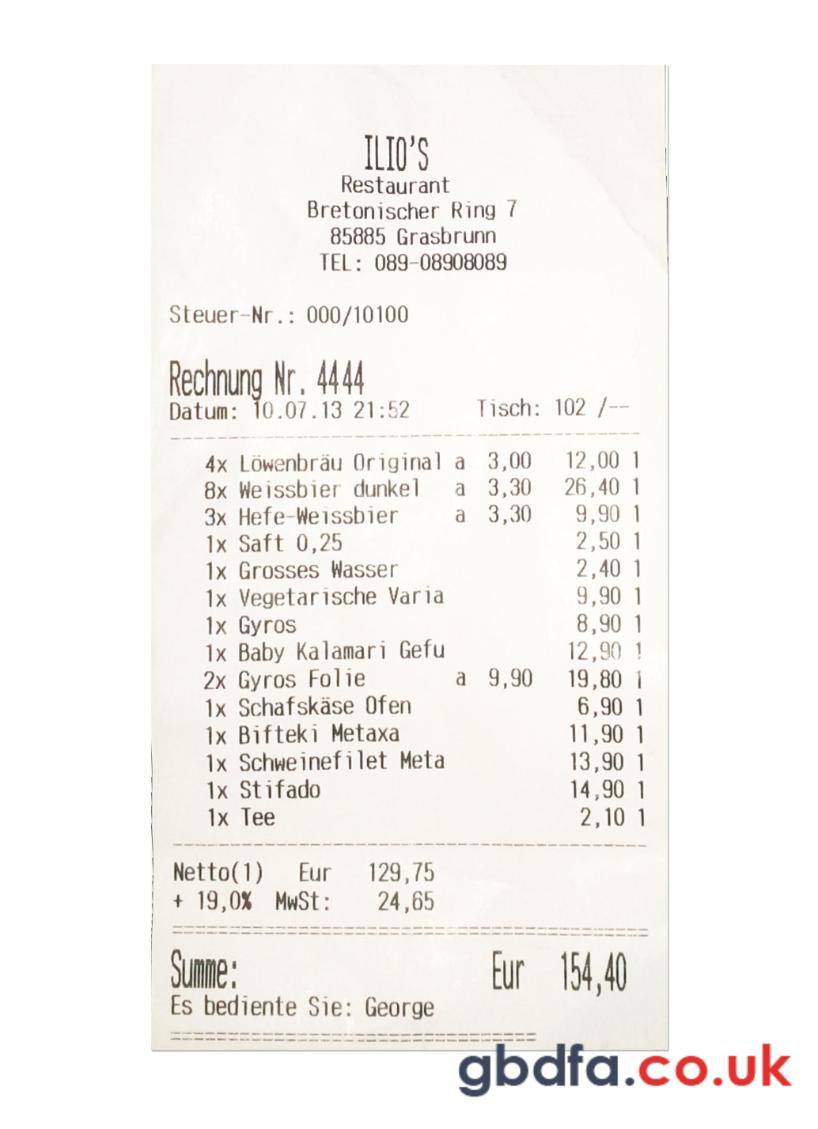 ILIO'S
Restaurant
Bretonischer Ring 7
85885 Grasbrunn
TEL: 089-08908089
Steuer-Nr.: 000/10100
Rechnung Nr. 4444
Datum: 10.07.13 21:52 Tisch: 102 /--
4x Löwenbräu Original a 3,00 12,00 1
8x Weissbier dunkel a 3,30 26,40 1
3x Hefe-Weissbier a 3,30 9,90 1
1x Saft 0,25 2,50 1
1x Grosses Wasser 2,40 1
1x Vegetarische Varia 9,90 1
1x Gyros 8,90 1
1x Baby Kalamari Gefu 12,90 1
2x Gyros Folie a 9,90 19,80 1
1x Schafskäse Ofen 6,90 1
1x Bifteki Metaxa 11,90 1
1x Schweinefilet Meta 13,90 1
1x Stifado 14,90 1
1x Tee 2,10 1
Netto(1) Eur 129,75
+ 19,0% MwSt: 24,65
Summe: Eur 154,40
Es bediente Sie: George
gbdfa.co.uk